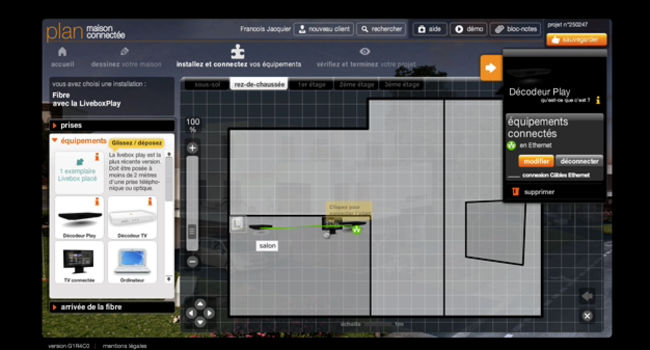 plan maison
connectée
Francois Jacquier
nouveau client
rechercher
aide
démo
bloc-notes
projet n°250247
sauvegarder
accueil
dessinez votre maison
installez et connectez vos équipements
vérifiez et terminez votre projet
vous avez choisi une installation :
Fibre
avec la LiveboxPlay
prises
équipements
Glissez / déposez
1 exemplaire
Livebox placé
La livebox play est la
plus récente version.
Doit être posée à
moins de 2 mètres
d'une prise télépho-
nique ou optique.
Décodeur Play
Décodeur TV
TV connectée
Ordinateur
arrivée de la fibre
sous-sol
rez-de-chaussée
1er étage
2ème étage
3ème étage
100
%
salon
Cliquez pour
échelle
1m
Décodeur Play
qu'est-ce que c'est ?
équipements
connectés
en Ethernet
modifier
déconnecter
connexion Câbles Ethernet
supprimer
version G1R4C0
mentions légales